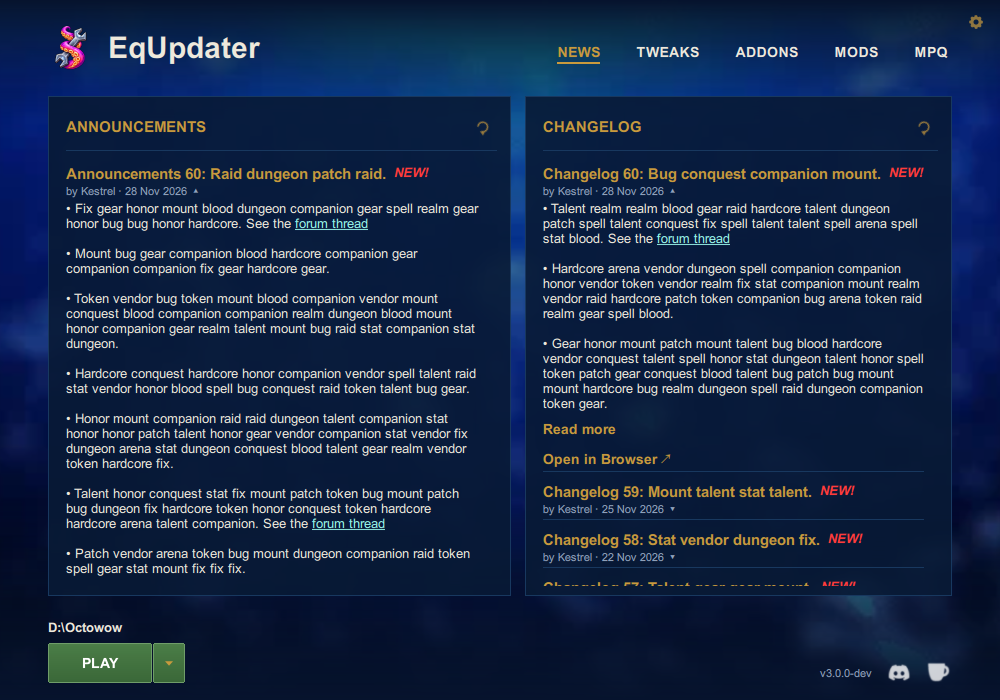 EqUpdater
NEWS TWEAKS ADDONS MODS MPQ
ANNOUNCEMENTS
Announcements 60: Raid dungeon patch raid. NEW!
by Kestrel · 28 Nov 2026 ▴
• Fix gear honor mount blood dungeon companion gear spell realm gear
honor bug bug honor hardcore. See the forum thread
• Mount bug gear companion blood hardcore companion gear
companion companion fix gear hardcore gear.
• Token vendor bug token mount blood companion vendor mount
conquest blood companion companion realm dungeon blood mount
honor companion gear realm talent mount bug raid stat companion stat
dungeon.
• Hardcore conquest hardcore honor companion vendor spell talent raid
stat vendor honor blood spell bug conquest raid token talent bug gear.
• Honor mount companion raid raid dungeon talent companion stat
honor honor patch talent honor gear vendor companion stat vendor fix
dungeon arena stat dungeon conquest blood talent gear realm vendor
token hardcore fix.
• Talent honor conquest stat fix mount patch token bug mount patch
bug dungeon fix hardcore token honor conquest token hardcore
hardcore arena talent companion. See the forum thread
• Patch vendor arena token bug mount dungeon companion raid token
spell gear stat mount fix fix fix.
CHANGELOG
Changelog 60: Bug conquest companion mount. NEW!
by Kestrel · 28 Nov 2026 ▴
• Talent realm realm blood gear raid hardcore talent dungeon
patch spell talent conquest fix spell talent talent spell arena spell
stat blood. See the forum thread
• Hardcore arena vendor dungeon spell companion companion
honor vendor token vendor realm fix stat companion mount realm
vendor raid hardcore patch token companion bug arena token raid
realm gear spell blood.
• Gear honor mount patch mount talent bug blood hardcore
vendor conquest talent spell honor stat dungeon talent honor spell
token patch gear conquest blood talent bug patch bug mount
mount hardcore bug realm dungeon spell raid dungeon companion
token gear.
Read more
Open in Browser ↗
Changelog 59: Mount talent stat talent. NEW!
by Kestrel · 25 Nov 2026 ▾
Changelog 58: Stat vendor dungeon fix. NEW!
by Kestrel · 22 Nov 2026 ▾
Changelog 57: Talent gear gear mount. NEW!
D:\Octowow
PLAY
v3.0.0-dev